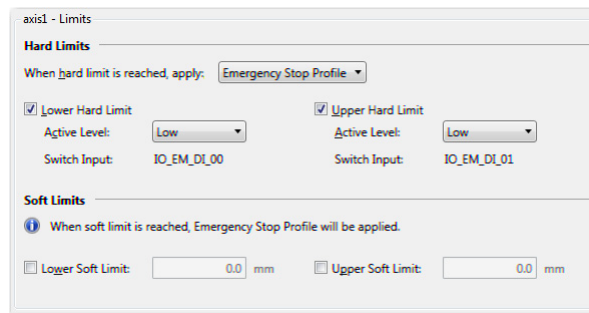 axis1 - Limits
Hard Limits
When hard limit is reached, apply: Emergency Stop Profile
Lower Hard Limit Upper Hard Limit
Active Level: Low Active Level: Low
Switch Input: IO_EM_DI_00 Switch Input: IO_EM_DI_01
Soft Limits
When soft limit is reached, Emergency Stop Profile will be applied.
Lower Soft Limit: 0.0 mm Upper Soft Limit: 0.0 mm